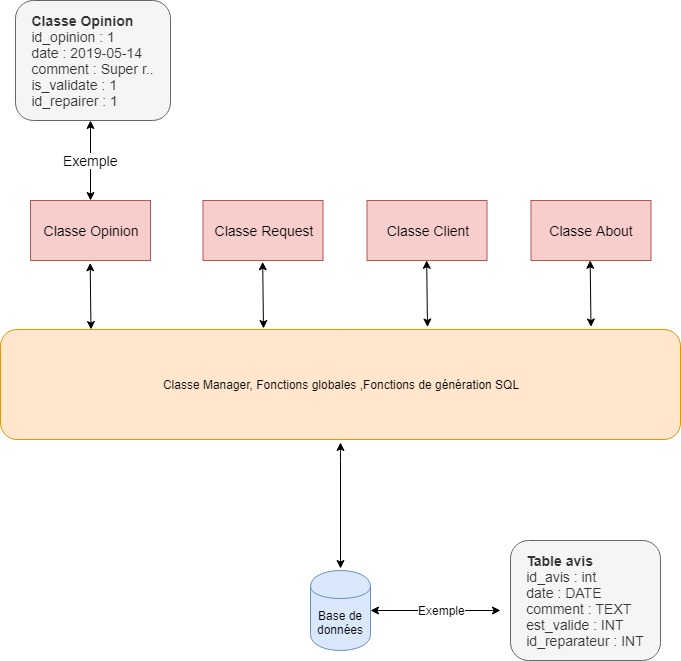 Classe Opinion
id_opinion : 1
date : 2019-05-14
comment : Super r..
is_validate : 1
id_repairer : 1
Exemple
Classe Opinion
Classe Request
Classe Client
Classe About
Classe Manager, Fonctions globales ,Fonctions de génération SQL
Base de
données
Exemple
Table avis
id_avis : int
date : DATE
comment : TEXT
est_valide : INT
id_reparateur : INT